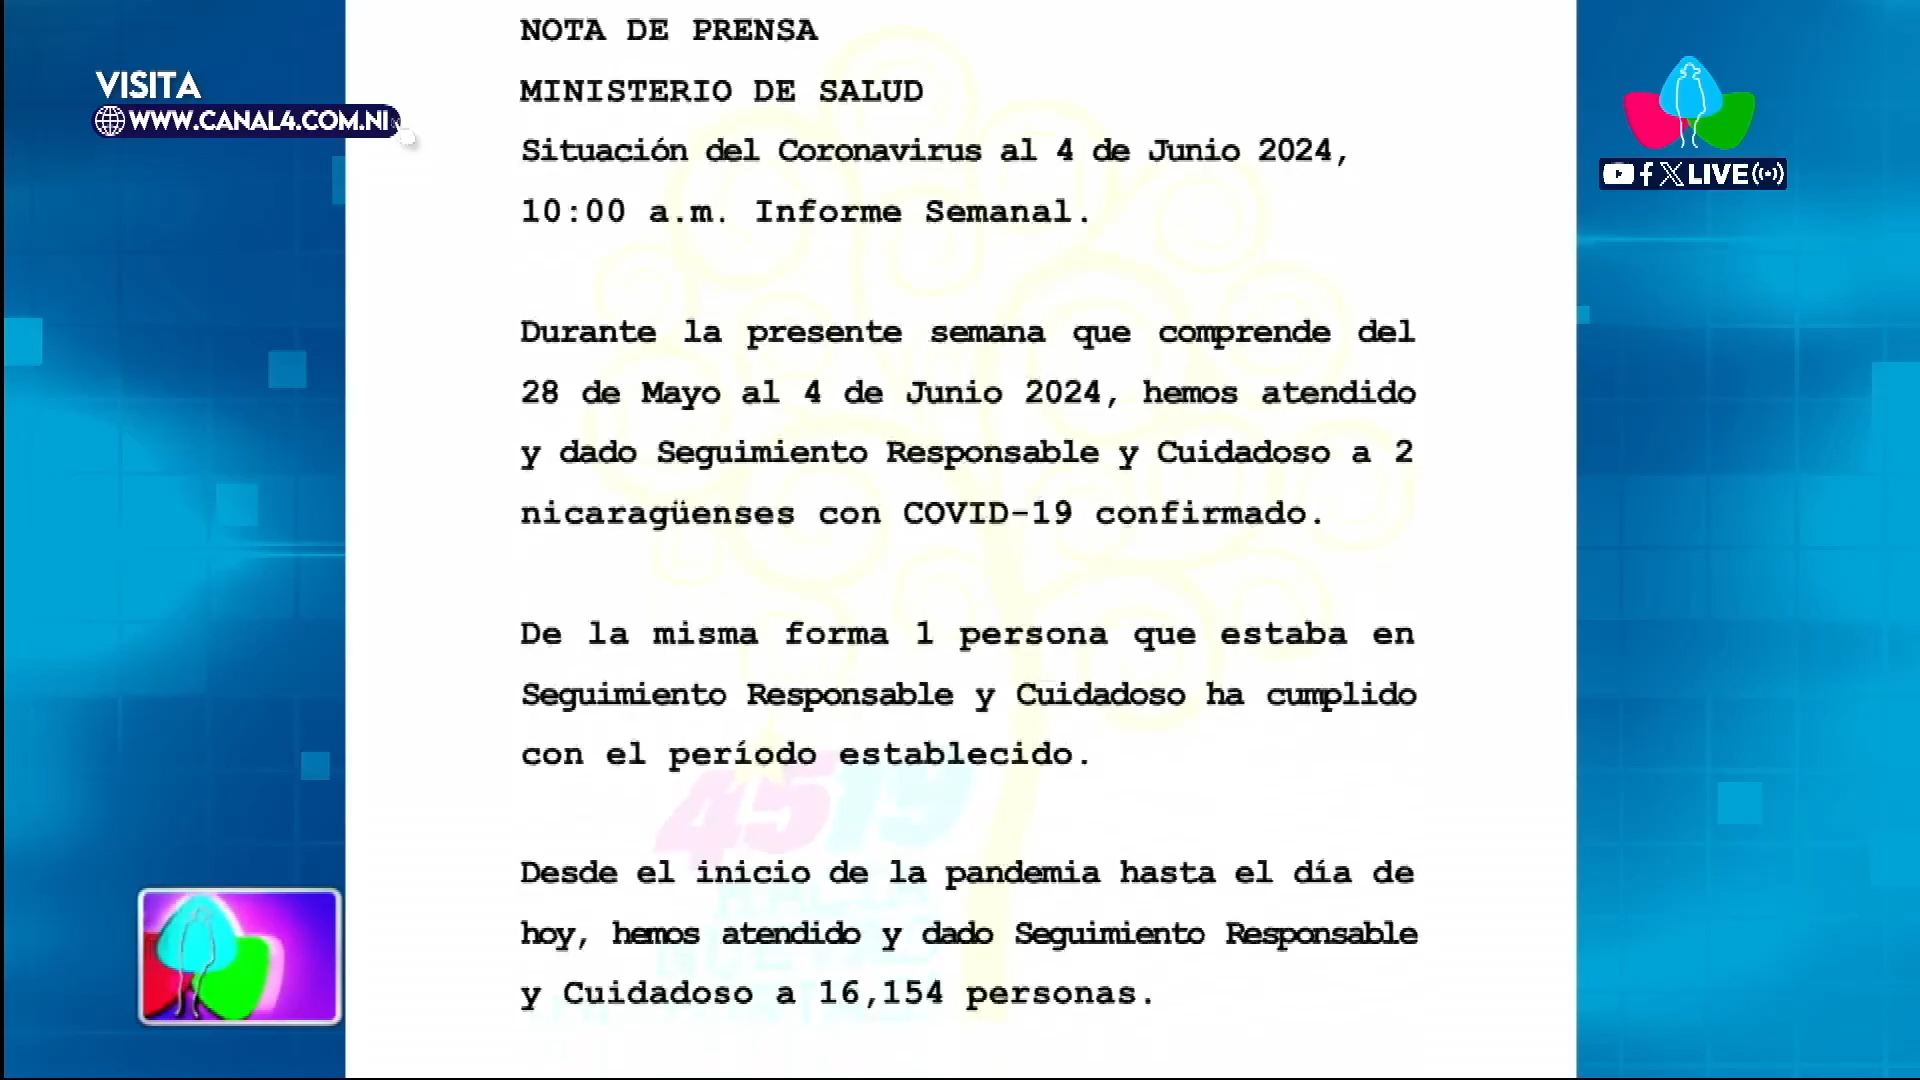 NOTA DE PRENSA
MINISTERIO DE SALUD
Situación del Coronavirus al 4 de Junio 2024,
10:00 a.m. Informe Semanal.
Durante la presente semana que comprende del
28 de Mayo al 4 de Junio 2024, hemos atendido
y dado Seguimiento Responsable y Cuidadoso a 2
nicaragüenses con COVID-19 confirmado.
De la misma forma 1 persona que estaba en
Seguimiento Responsable y Cuidadoso ha cumplido
con el período establecido.
Desde el inicio de la pandemia hasta el día de
hoy, hemos atendido y dado Seguimiento Responsable
y Cuidadoso a 16,154 personas.
VISITA
WWW.CANAL4.COM.NI
LIVE
4519